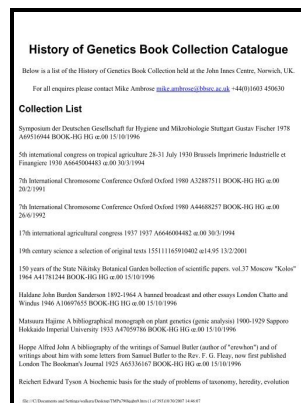 History of Genetics Book Collection Catalogue
Below is a list of the History of Genetics Book Collection held at the John Innes Centre, Norwich, UK.
For all enquires please contact Mike Ambrose mike.ambrose@bbsrc.ac.uk +44(0)1603 450630
Collection List
Symposium der Deutschen Gesellschaft fur Hygiene und Mikrobiologie Stuttgart Gustav Fischer 1978
A69516944 BOOK-HG HG œ.00 15/10/1996
5th international congress on tropical agriculture 28-31 July 1930 Brussels Imprimerie Industrielle et
Finangiere 1930 A6645004483 œ.00 30/3/1994
7th International Chromosome Conference Oxford Oxford 1980 A32887511 BOOK-HG HG œ.00
20/2/1991
7th International Chromosome Conference Oxford Oxford 1980 A44688257 BOOK-HG HG œ.00
26/6/1992
17th international agricultural congress 1937 1937 A6646004482 œ.00 30/3/1994
19th century science a selection of original texts 155111165910402 œ14.95 13/2/2001
150 years of the State Nikitsky Botanical Garden bollection of scientific papers. vol.37 Moscow "Kolos"
1964 A41781244 BOOK-HG HG œ.00 15/10/1996
Haldane John Burdon Sanderson 1892-1964 A banned broadcast and other essays London Chatto and
Windus 1946 A10697655 BOOK-HG HG œ.00 15/10/1996
Matsuura Hajime A bibliographical monograph on plant genetics (genic analysis) 1900-1929 Sapporo
Hokkaido Imperial University 1933 A47059786 BOOK-HG HG œ.00 15/10/1996
Hoppe Alfred John A bibliography of the writings of Samuel Butler (author of "erewhon") and of
writings about him with some letters from Samuel Butler to the Rev. F. G. Fleay, now first published
London The Bookman's Journal 1925 A65336167 BOOK-HG HG œ.00 15/10/1996
Reichert Edward Tyson A biochemic basis for the study of problems of taxonomy, heredity, evolution